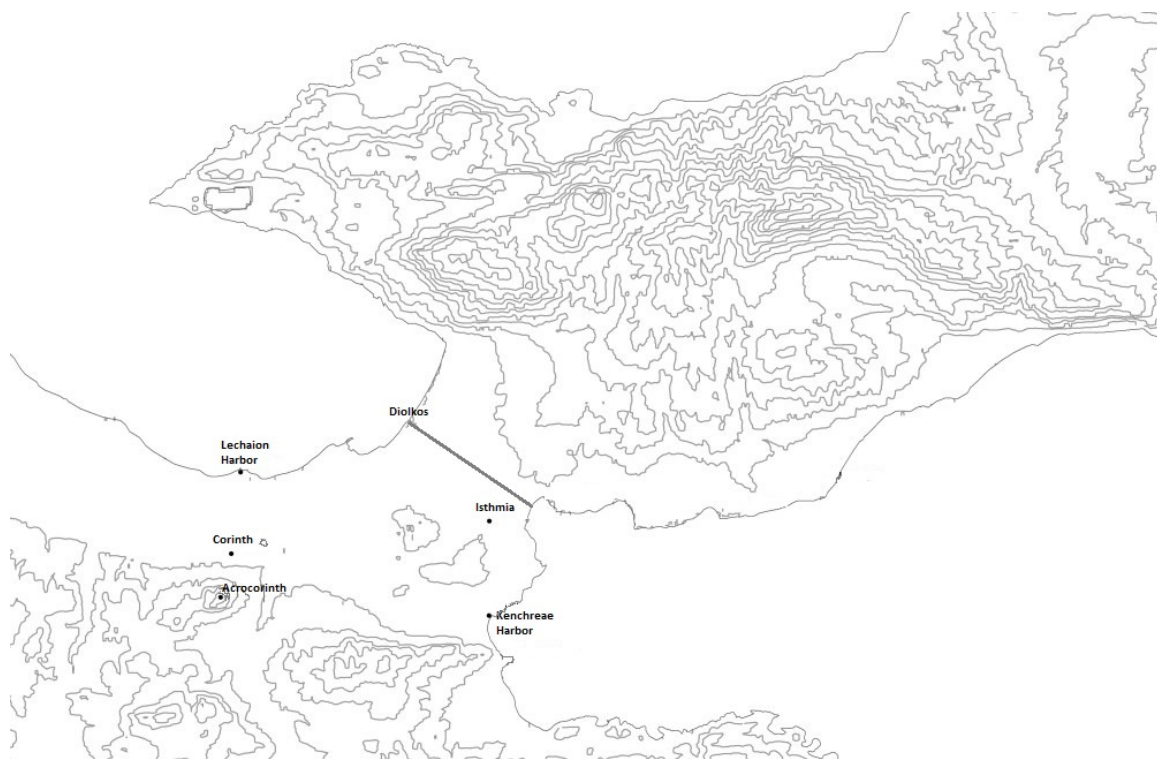 Diolkos
Lechaion
Harbor
Isthmia
Corinth
Acrocorinth
Kenchreae
Harbor